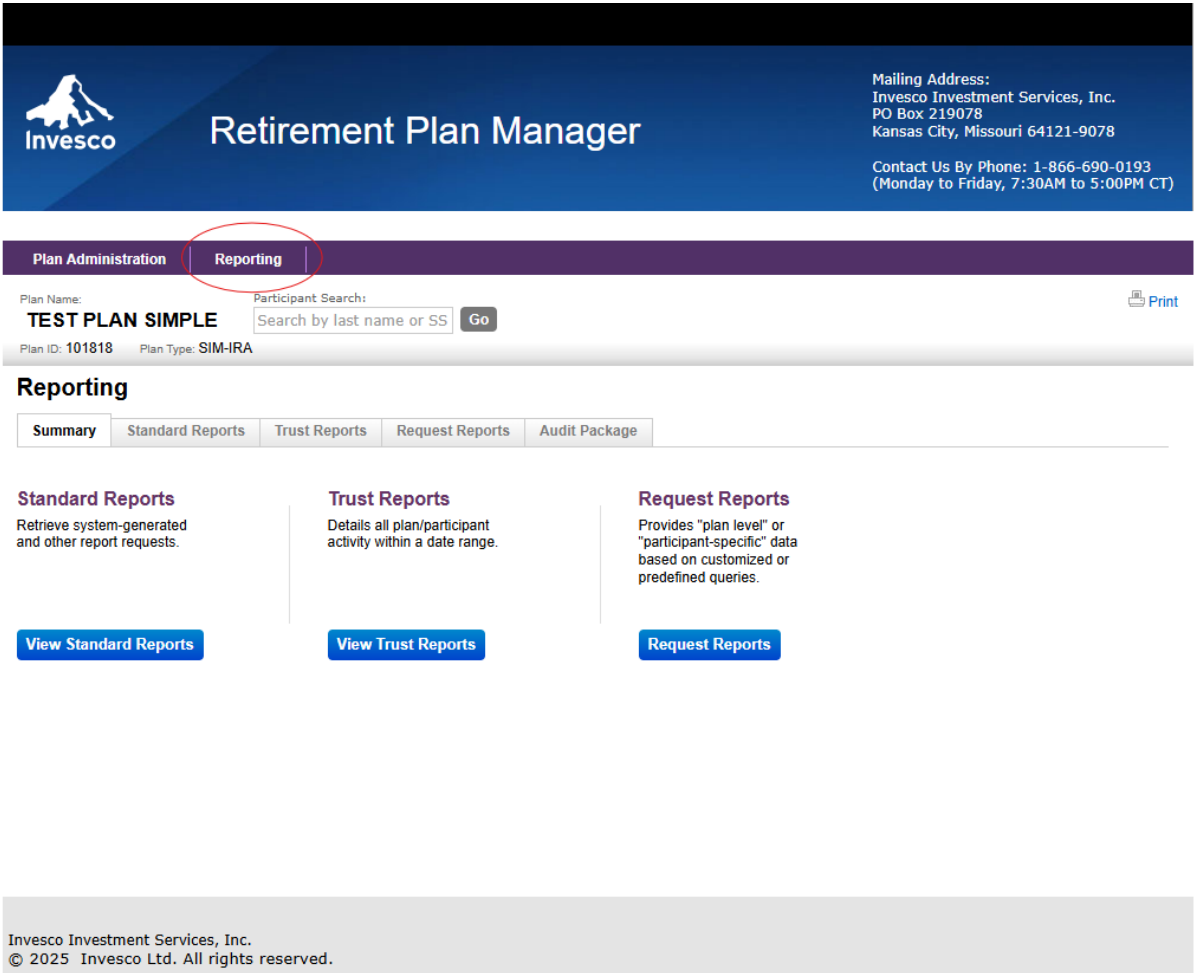 Invesco
Retirement Plan Manager
Mailing Address:
Invesco Investment Services, Inc.
PO Box 219078
Kansas City, Missouri 64121-9078
Contact Us By Phone: 1-866-690-0193
(Monday to Friday, 7:30AM to 5:00PM CT)
Plan Administration Reporting
Plan Name: Participant Search:
TEST PLAN SIMPLE Search by last name or SS Go Print
Plan ID: 101818 Plan Type: SIM-IRA
Reporting
Summary Standard Reports Trust Reports Request Reports Audit Package
Standard Reports
Retrieve system-generated
and other report requests.
View Standard Reports
Trust Reports
Details all plan/participant
activity within a date range.
View Trust Reports
Request Reports
Provides "plan level" or
"participant-specific" data
based on customized or
predefined queries.
Request Reports
Invesco Investment Services, Inc.
© 2025 Invesco Ltd. All rights reserved.